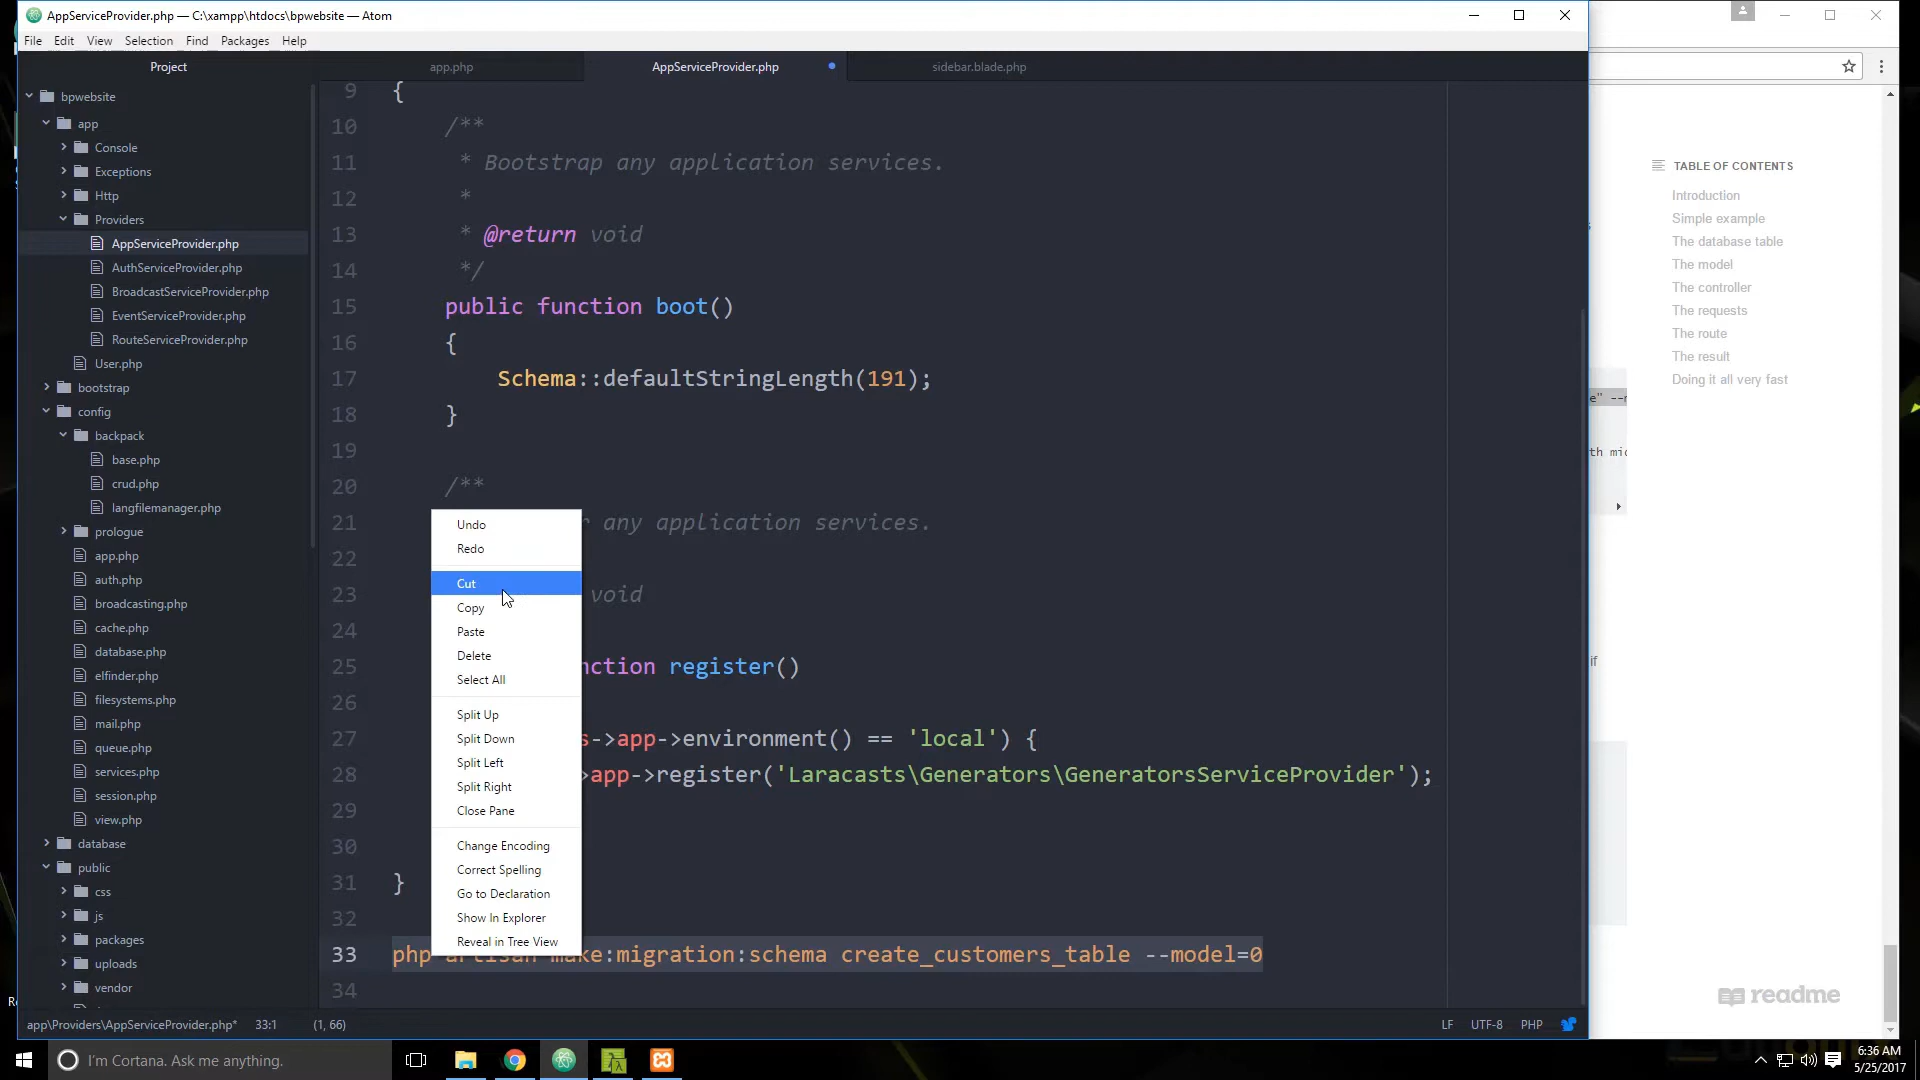 AppServiceProvider.php — C:\xampp\htdocs\bpwebsite — Atom
File Edit View Selection Find Packages Help
Project
app.php
AppServiceProvider.php
sidebar.blade.php
bpwebsite
app
Console
Exceptions
Http
Providers
AppServiceProvider.php
AuthServiceProvider.php
BroadcastServiceProvider.php
EventServiceProvider.php
RouteServiceProvider.php
User.php
bootstrap
config
backpack
base.php
crud.php
langfilemanager.php
prologue
app.php
auth.php
broadcasting.php
cache.php
database.php
elfinder.php
filesystems.php
mail.php
queue.php
services.php
session.php
view.php
database
public
css
js
packages
uploads
vendor
9 {
10 /**
11 * Bootstrap any application services.
12 *
13 * @return void
14 */
15 public function boot()
16 {
17 Schema::defaultStringLength(191);
18 }
19
20 /**
21 any application services.
22
23 void
24
25 nction register()
26
27 s->app->environment() == 'local') {
28 >app->register('Laracasts\Generators\GeneratorsServiceProvider');
29
30
31 }
32
33 php artisan make:migration:schema create_customers_table --model=0
34
Undo
Redo
Cut
Copy
Paste
Delete
Select All
Split Up
Split Down
Split Left
Split Right
Close Pane
Change Encoding
Correct Spelling
Go to Declaration
Show In Explorer
Reveal in Tree View
app\Providers\AppServiceProvider.php* 33:1 (1, 66)
LF UTF-8 PHP
TABLE OF CONTENTS
Introduction
Simple example
The database table
The model
The controller
The requests
The route
The result
Doing it all very fast
e" --
th mi
if
readme
I'm Cortana. Ask me anything.
6:36 AM
5/25/2017